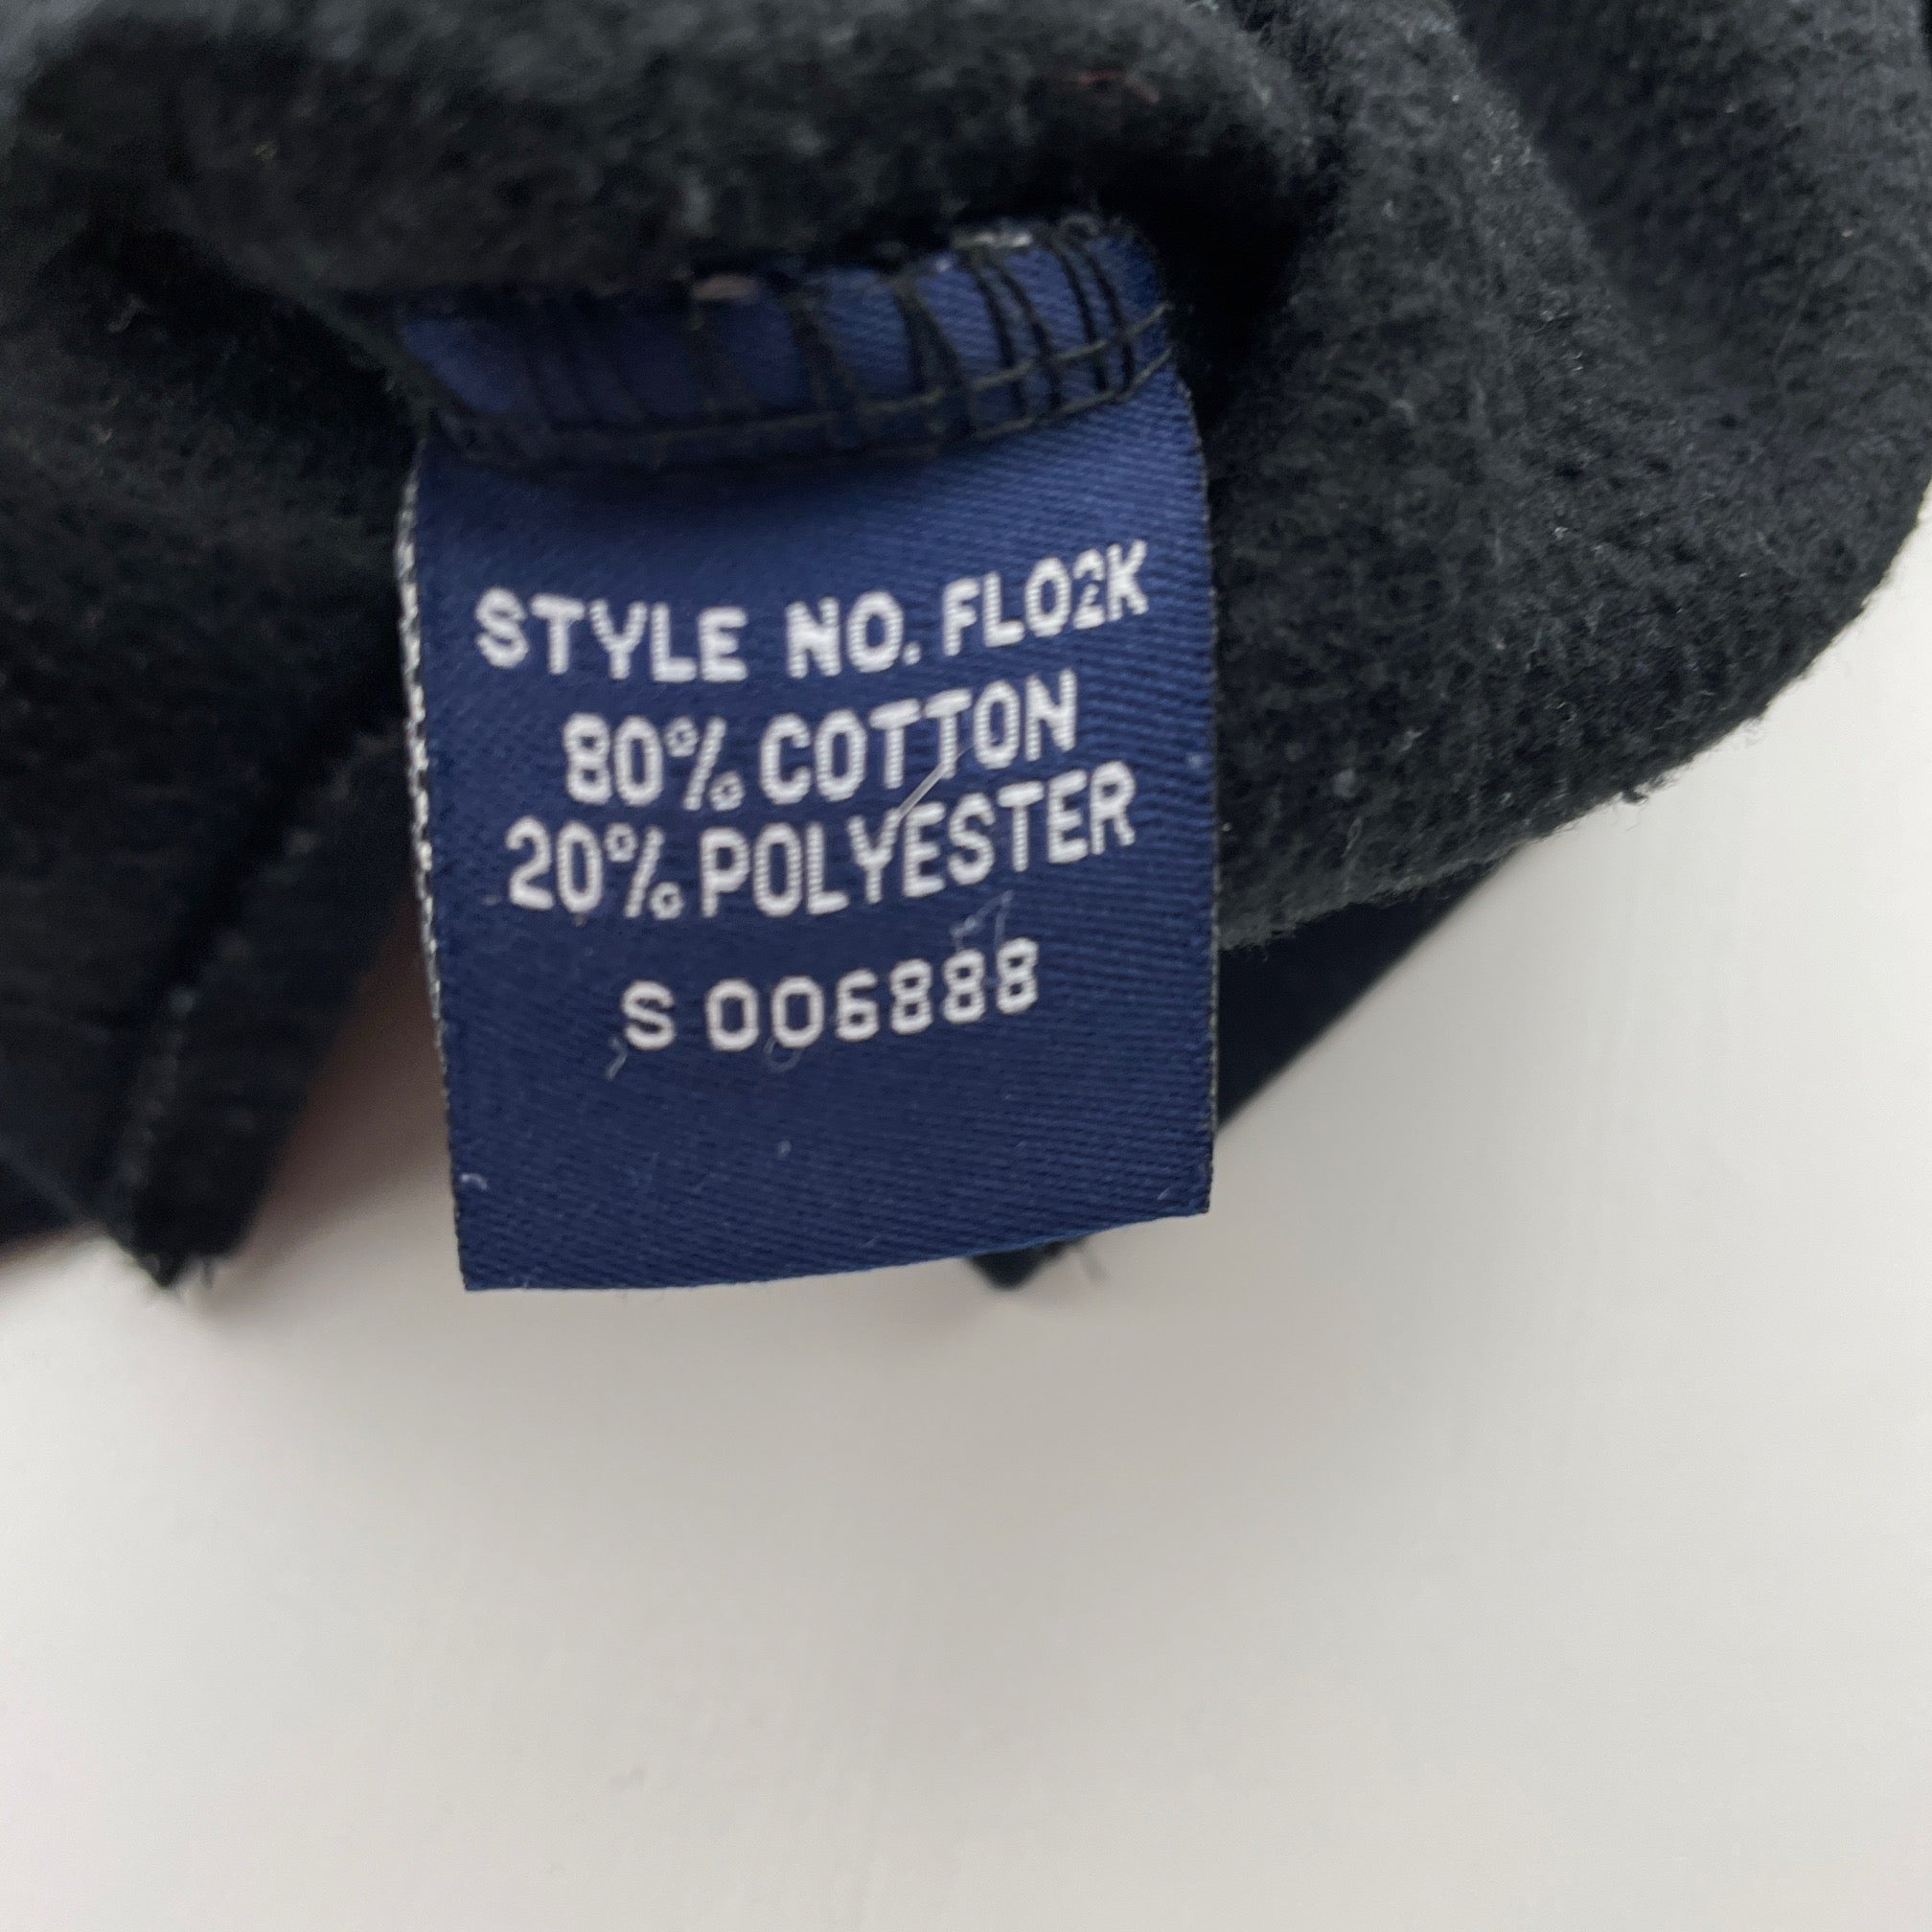 STYLE NO. FL02K
80% COTTON
20% POLYESTER
S 006888